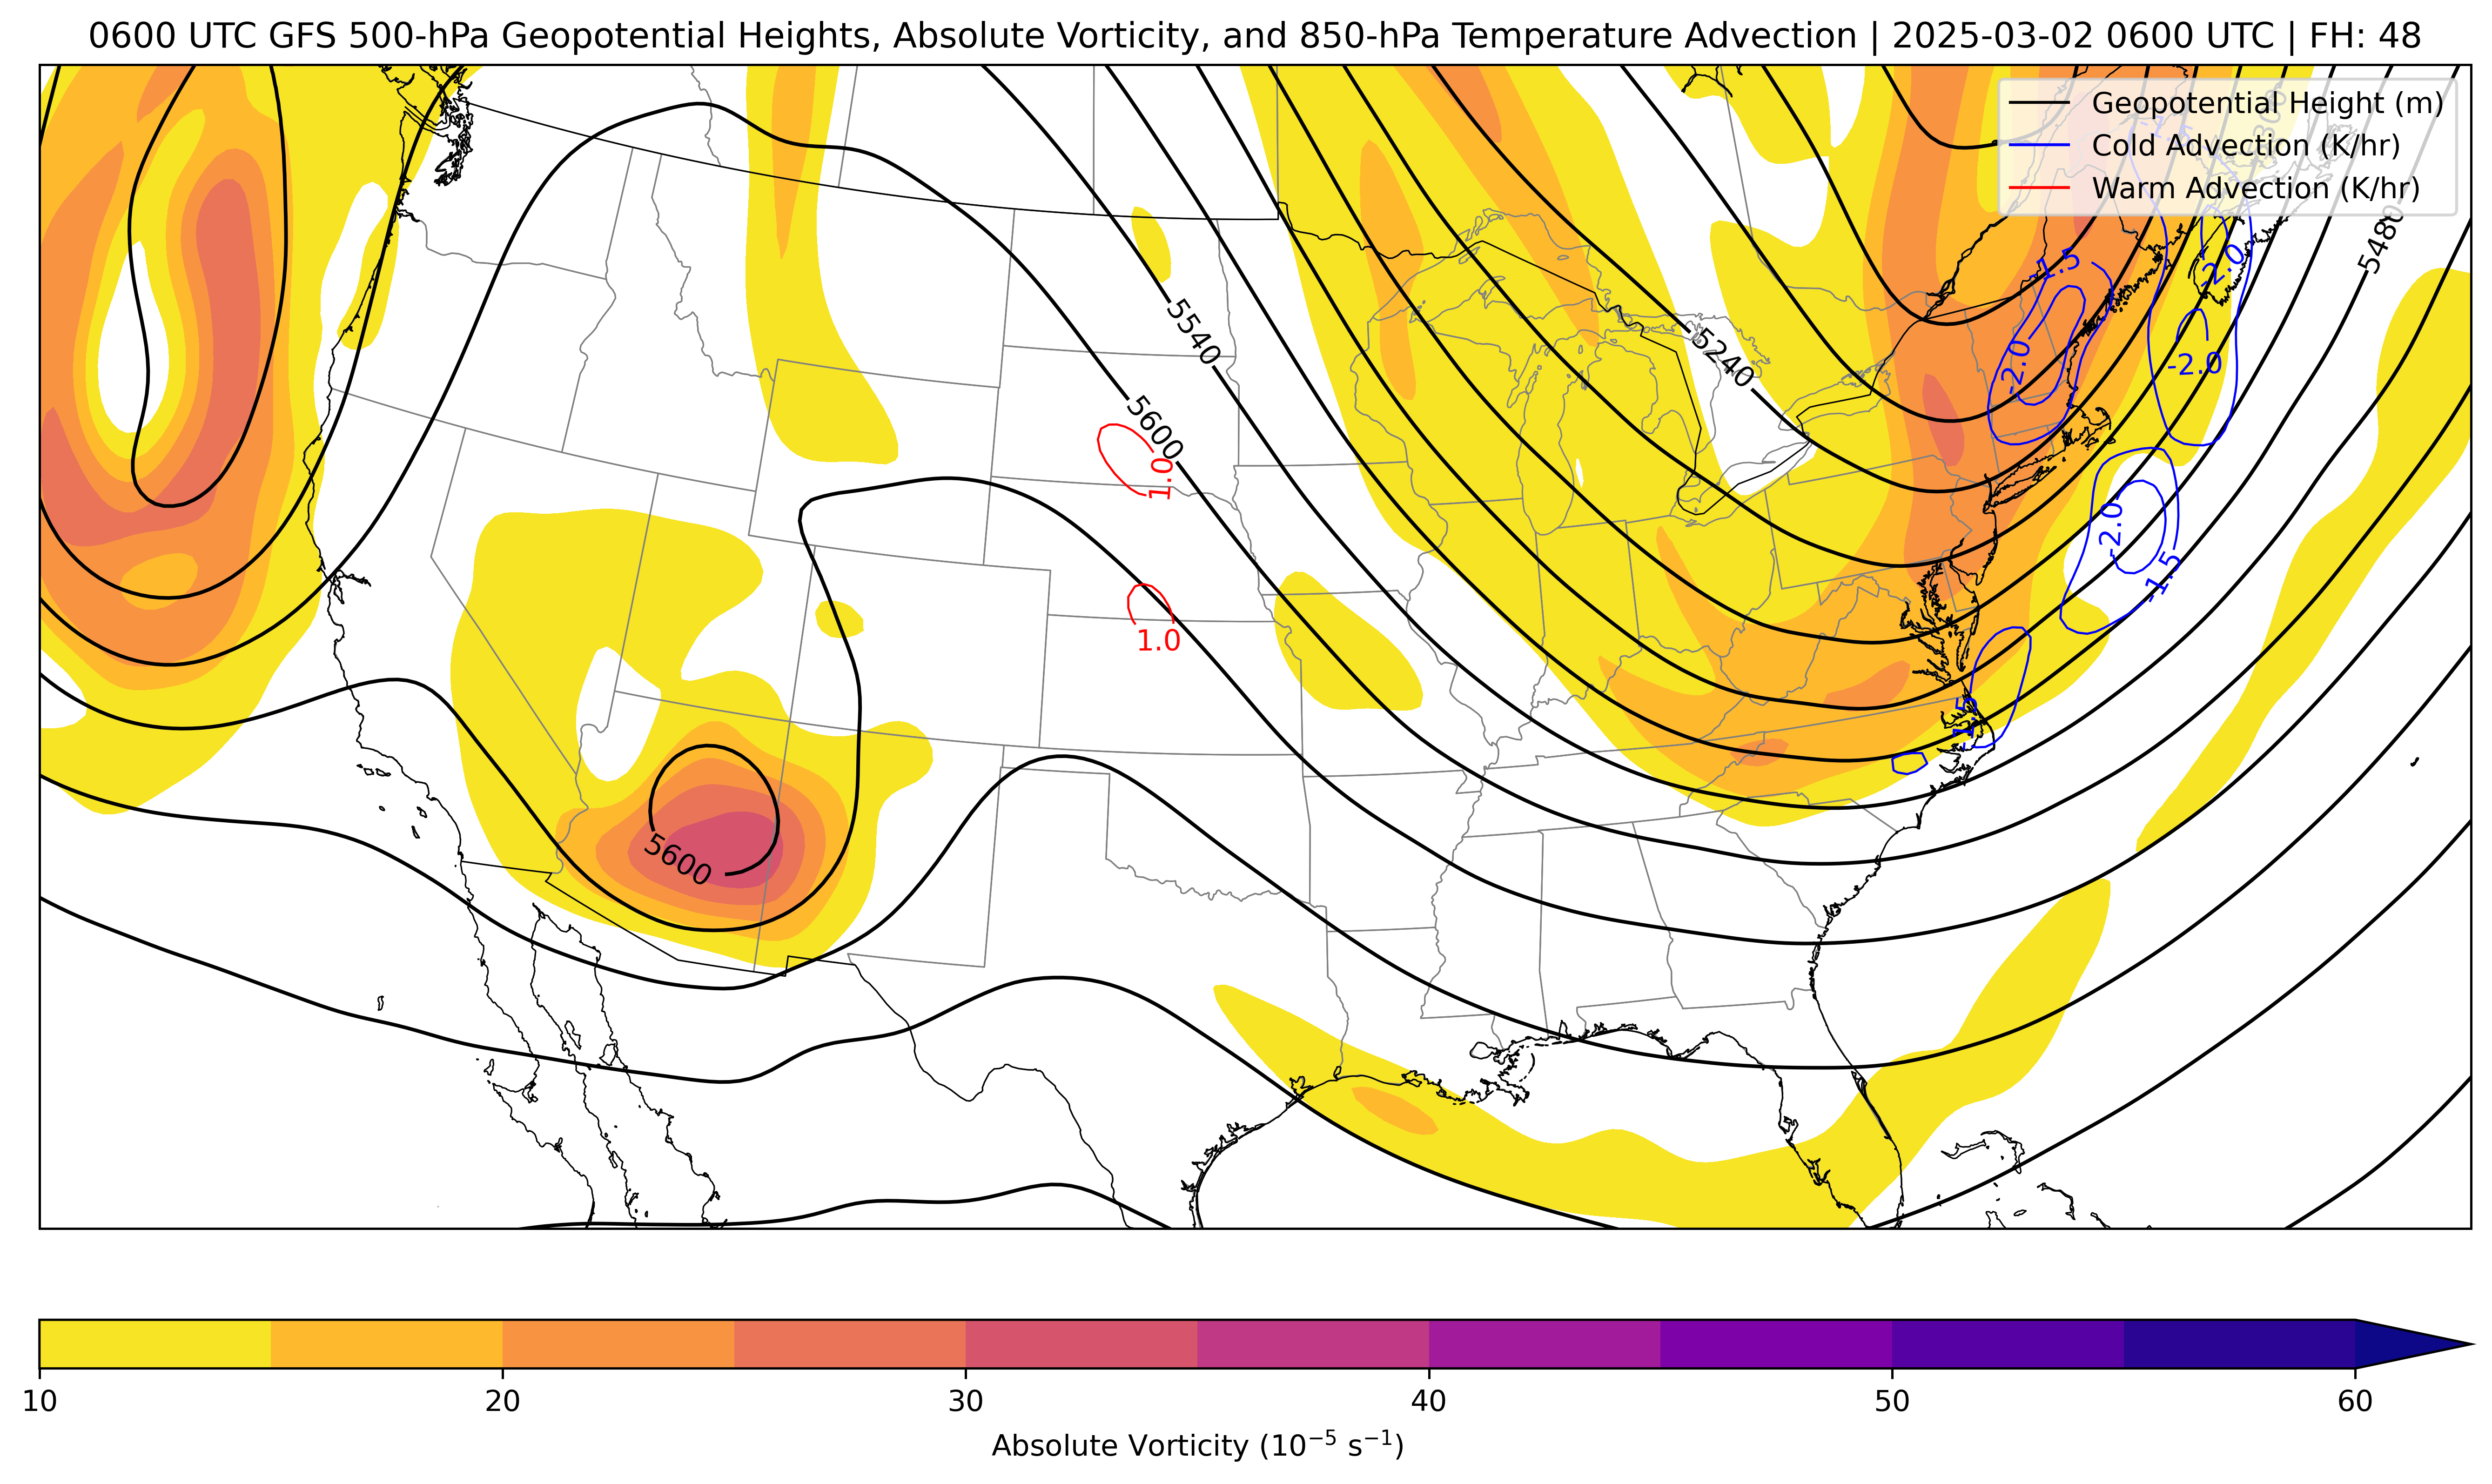 0600 UTC GFS 500-hPa Geopotential Heights, Absolute Vorticity, and 850-hPa Temperature Advection | 2025-03-02 0600 UTC | FH: 48
Geopotential Height (m)
Cold Advection (K/hr)
Warm Advection (K/hr)
5480
-1.5
-2.0
5540
5240
-2.0
-2.0
5600
1.0
-2.0
-1.5
1.0
5600
10 20 30 40 50 60
Absolute Vorticity (10⁻⁵ s⁻¹)